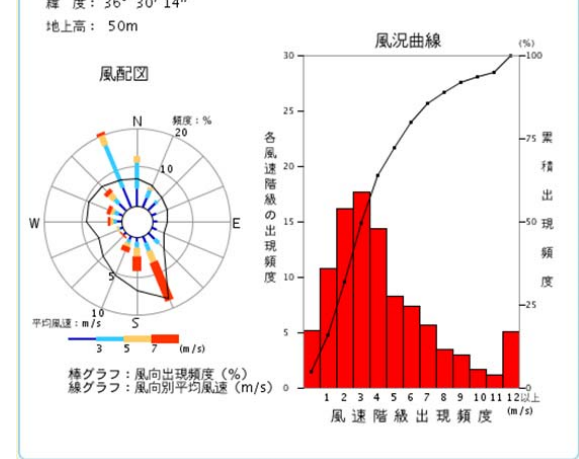 緯 度： 36° 30′ 14″
地上高： 50m
風配図
頻度：%
N
20
10
W
E
5
10
S
平均風速：m/s
3 5 7 (m/s)
棒グラフ：風向出現頻度（%）
線グラフ：風向別平均風速（m/s）
風況曲線
(%)
30
25
20
15
10
5
0
各風速階級の出現頻度
100
75
50
25
0
累積出現頻度
1 2 3 4 5 6 7 8 9 10 11 12以上
(m/s)
風速階級出現頻度